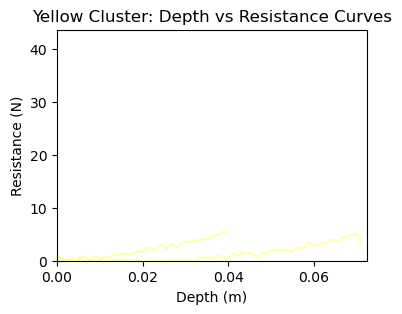 Yellow Cluster: Depth vs Resistance Curves
40
30
20
10
0
Resistance (N)
0.00 0.02 0.04 0.06
Depth (m)